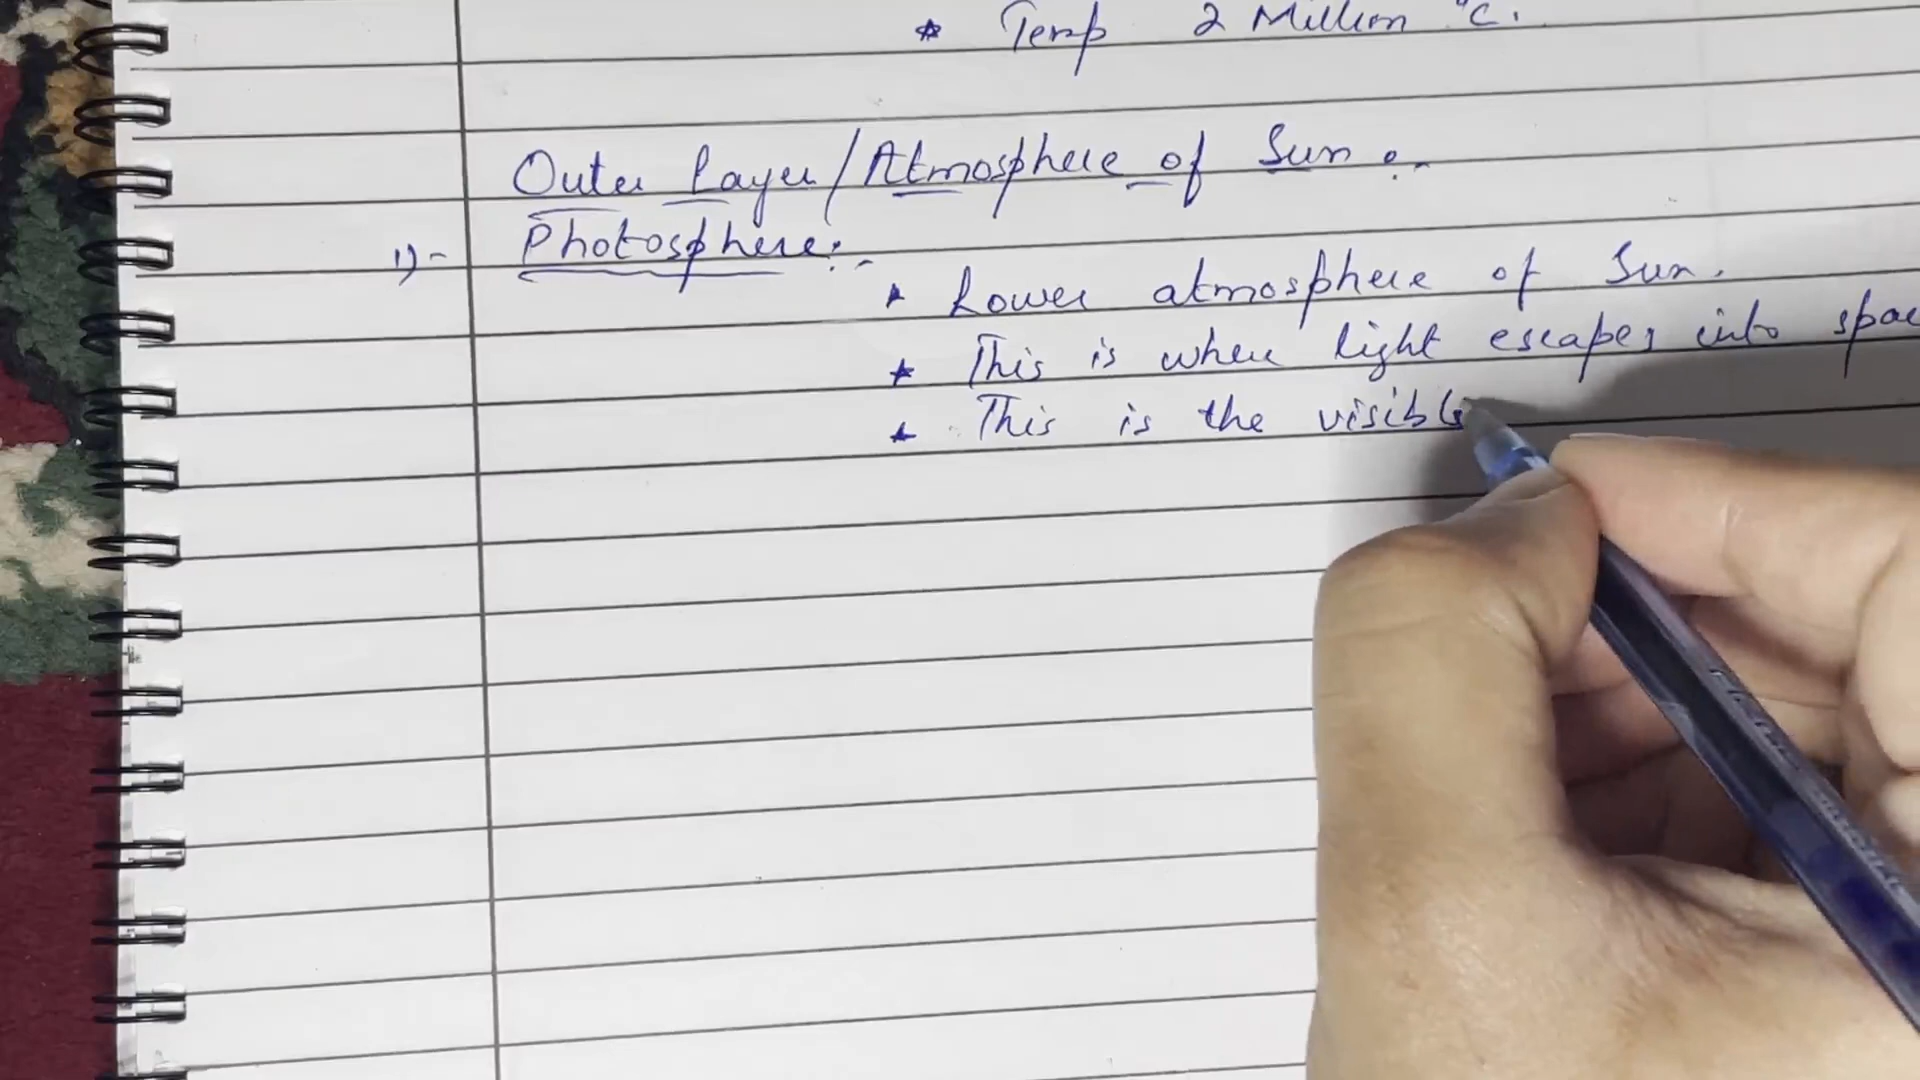 * Temp 2 Million °C.
Outer Layer/Atmosphere of Sun :-
1)- Photosphere:-
* Lower atmosphere of Sun.
* This is where light escapes into spac
* This is the visible